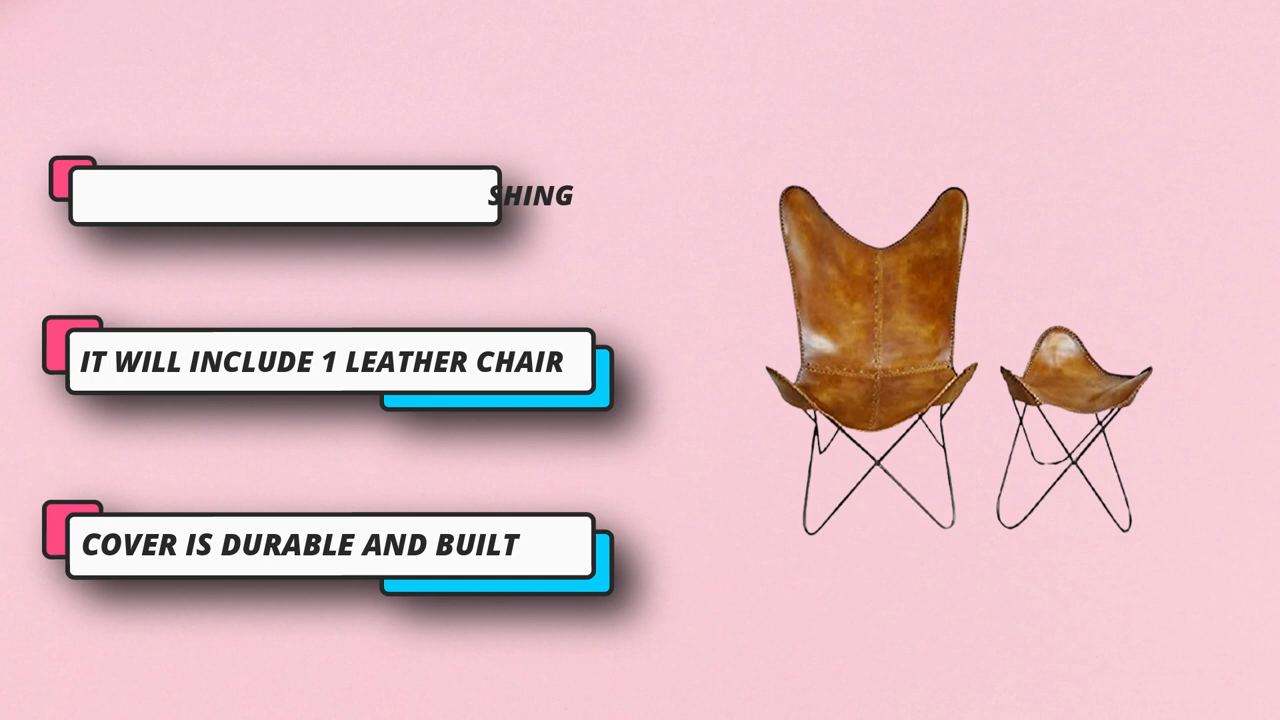 SHING
IT WILL INCLUDE 1 LEATHER CHAIR
COVER IS DURABLE AND BUILT